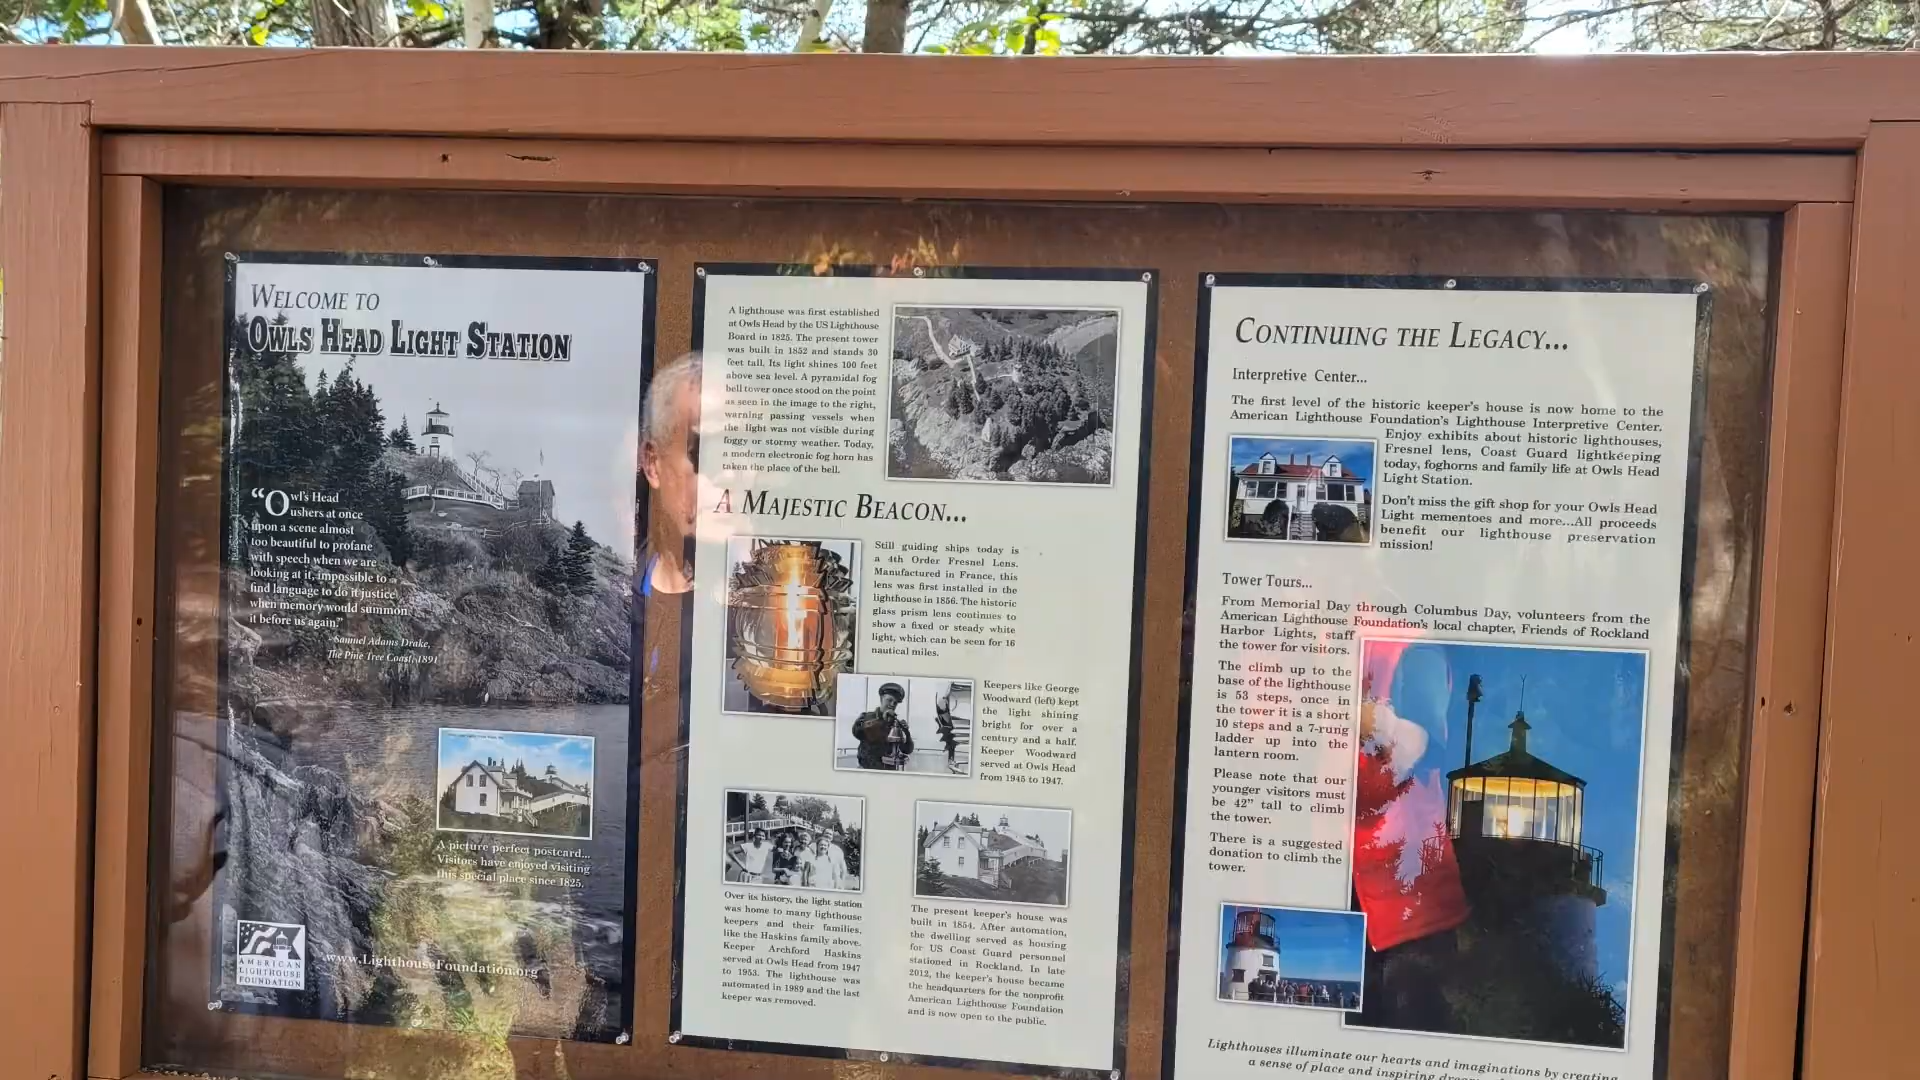 WELCOME TO
OWLS HEAD LIGHT STATION
"Owl's Head
ushers at once
upon a scene almost
too beautiful to profane
with speech when we are
looking at it, impossible to
find language to do it justice
when memory would summon
it before us again."
- Samuel Adams Drake,
The Pine Tree Coast, 1891
A picture perfect postcard...
Visitors have enjoyed visiting
this special place since 1825.
AMERICAN
LIGHTHOUSE
FOUNDATION
www.LighthouseFoundation.org
A lighthouse was first established
at Owls Head by the US Lighthouse
Board in 1825. The present tower
was built in 1852 and stands 30
feet tall. Its light shines 100 feet
above sea level. A pyramidal fog
bell tower once stood on the point
as seen in the image to the right,
warning passing vessels when
the light was not visible during
foggy or stormy weather. Today,
a modern electronic fog horn has
taken the place of the bell.
A MAJESTIC BEACON...
Still guiding ships today is
a 4th Order Fresnel Lens.
Manufactured in France, this
lens was first installed in the
lighthouse in 1856. The historic
glass prism lens continues to
show a fixed or steady white
light, which can be seen for 16
nautical miles.
Keepers like George
Woodward (left) kept
the light shining
bright for over a
century and a half.
Keeper Woodward
served at Owls Head
from 1945 to 1947.
Over its history, the light station
was home to many lighthouse
keepers and their families,
like the Haskins family above.
Keeper Archford Haskins
served at Owls Head from 1947
to 1953. The lighthouse was
automated in 1989 and the last
keeper was removed.
The present keeper's house was
built in 1854. After automation,
the dwelling served as housing
for US Coast Guard personnel
stationed in Rockland. In late
2012, the keeper's house became
the headquarters for the nonprofit
American Lighthouse Foundation
and is now open to the public.
CONTINUING THE LEGACY...
Interpretive Center...
The first level of the historic keeper's house is now home to the
American Lighthouse Foundation's Lighthouse Interpretive Center.
Enjoy exhibits about historic lighthouses,
Fresnel lens, Coast Guard lightkeeping
today, foghorns and family life at Owls Head
Light Station.
Don't miss the gift shop for your Owls Head
Light mementoes and more...All proceeds
benefit our lighthouse preservation
mission!
Tower Tours...
From Memorial Day through Columbus Day, volunteers from the
American Lighthouse Foundation's local chapter, Friends of Rockland
Harbor Lights, staff
the tower for visitors.
The climb up to the
base of the lighthouse
is 53 steps, once in
the tower it is a short
10 steps and a 7-rung
ladder up into the
lantern room.
Please note that our
younger visitors must
be 42" tall to climb
the tower.
There is a suggested
donation to climb the
tower.
Lighthouses illuminate our hearts and imaginations by creating
a sense of place and inspiring